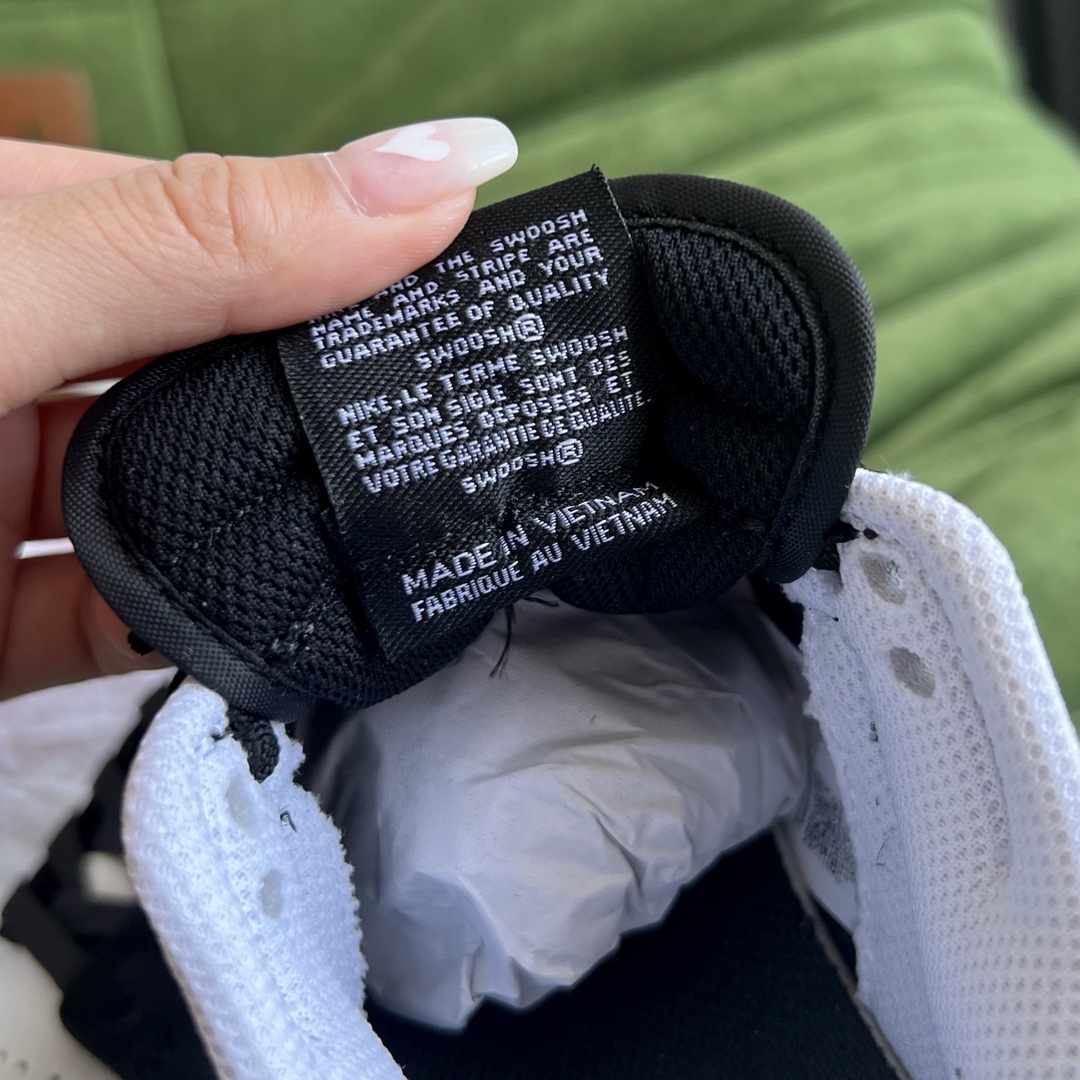 THE SWOOSH
NAME AND STRIPE ARE
TRADEMARKS AND YOUR
GUARANTEE OF QUALITY
SWOOSH®
NIKE.LE TERME SWOOSH
ET SON SIGLE SONT DES
MARQUES DEPOSEES ET
VOTRE GARANTIE DE QUALITE.
SWOOSH®
MADE IN VIETNAM
FABRIQUE AU VIETNAM